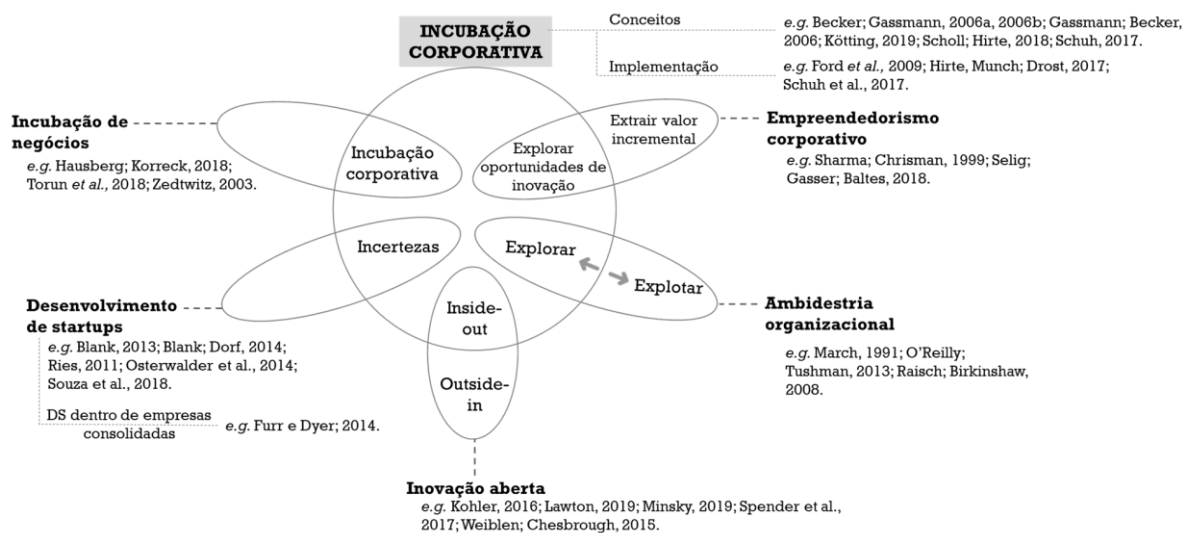 INCUBAÇÃO
CORPORATIVA
Conceitos
e.g. Becker; Gassmann, 2006a, 2006b; Gassmann; Becker,
2006; Kötting, 2019; Scholl; Hirte, 2018; Schuh, 2017.
Implementação
e.g. Ford et al., 2009; Hirte, Munch; Drost, 2017;
Schuh et al., 2017.
Incubação de
negócios
e.g. Hausberg; Korreck, 2018;
Torun et al., 2018; Zedtwitz, 2003.
Incubação
corporativa
Extrair valor
incremental
Explorar
oportunidades de
inovação
Empreendedorismo
corporativo
e.g. Sharma; Chrisman, 1999; Selig;
Gasser; Baltes, 2018.
Incertezas
Explorar
Explotar
Desenvolvimento
de startups
e.g. Blank, 2013; Blank; Dorf, 2014;
Ries, 2011; Osterwalder et al., 2014;
Souza et al., 2018.
DS dentro de empresas
consolidadas
e.g. Furr e Dyer; 2014.
Inside-
out
Outside-
in
Ambidestria
organizacional
e.g. March, 1991; O'Reilly;
Tushman, 2013; Raisch; Birkinshaw,
2008.
Inovação aberta
e.g. Kohler, 2016; Lawton, 2019; Minsky, 2019; Spender et al.,
2017; Weiblen; Chesbrough, 2015.